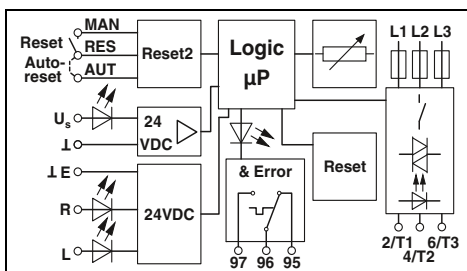 MAN
Reset RES
Auto-
reset AUT
Reset2
Logic
µP
L1 L2 L3
Us
24
VDC
⊥
⊥ E
R
L
24VDC
& Error
Reset
97 96 95
2/T1 6/T3
4/T2